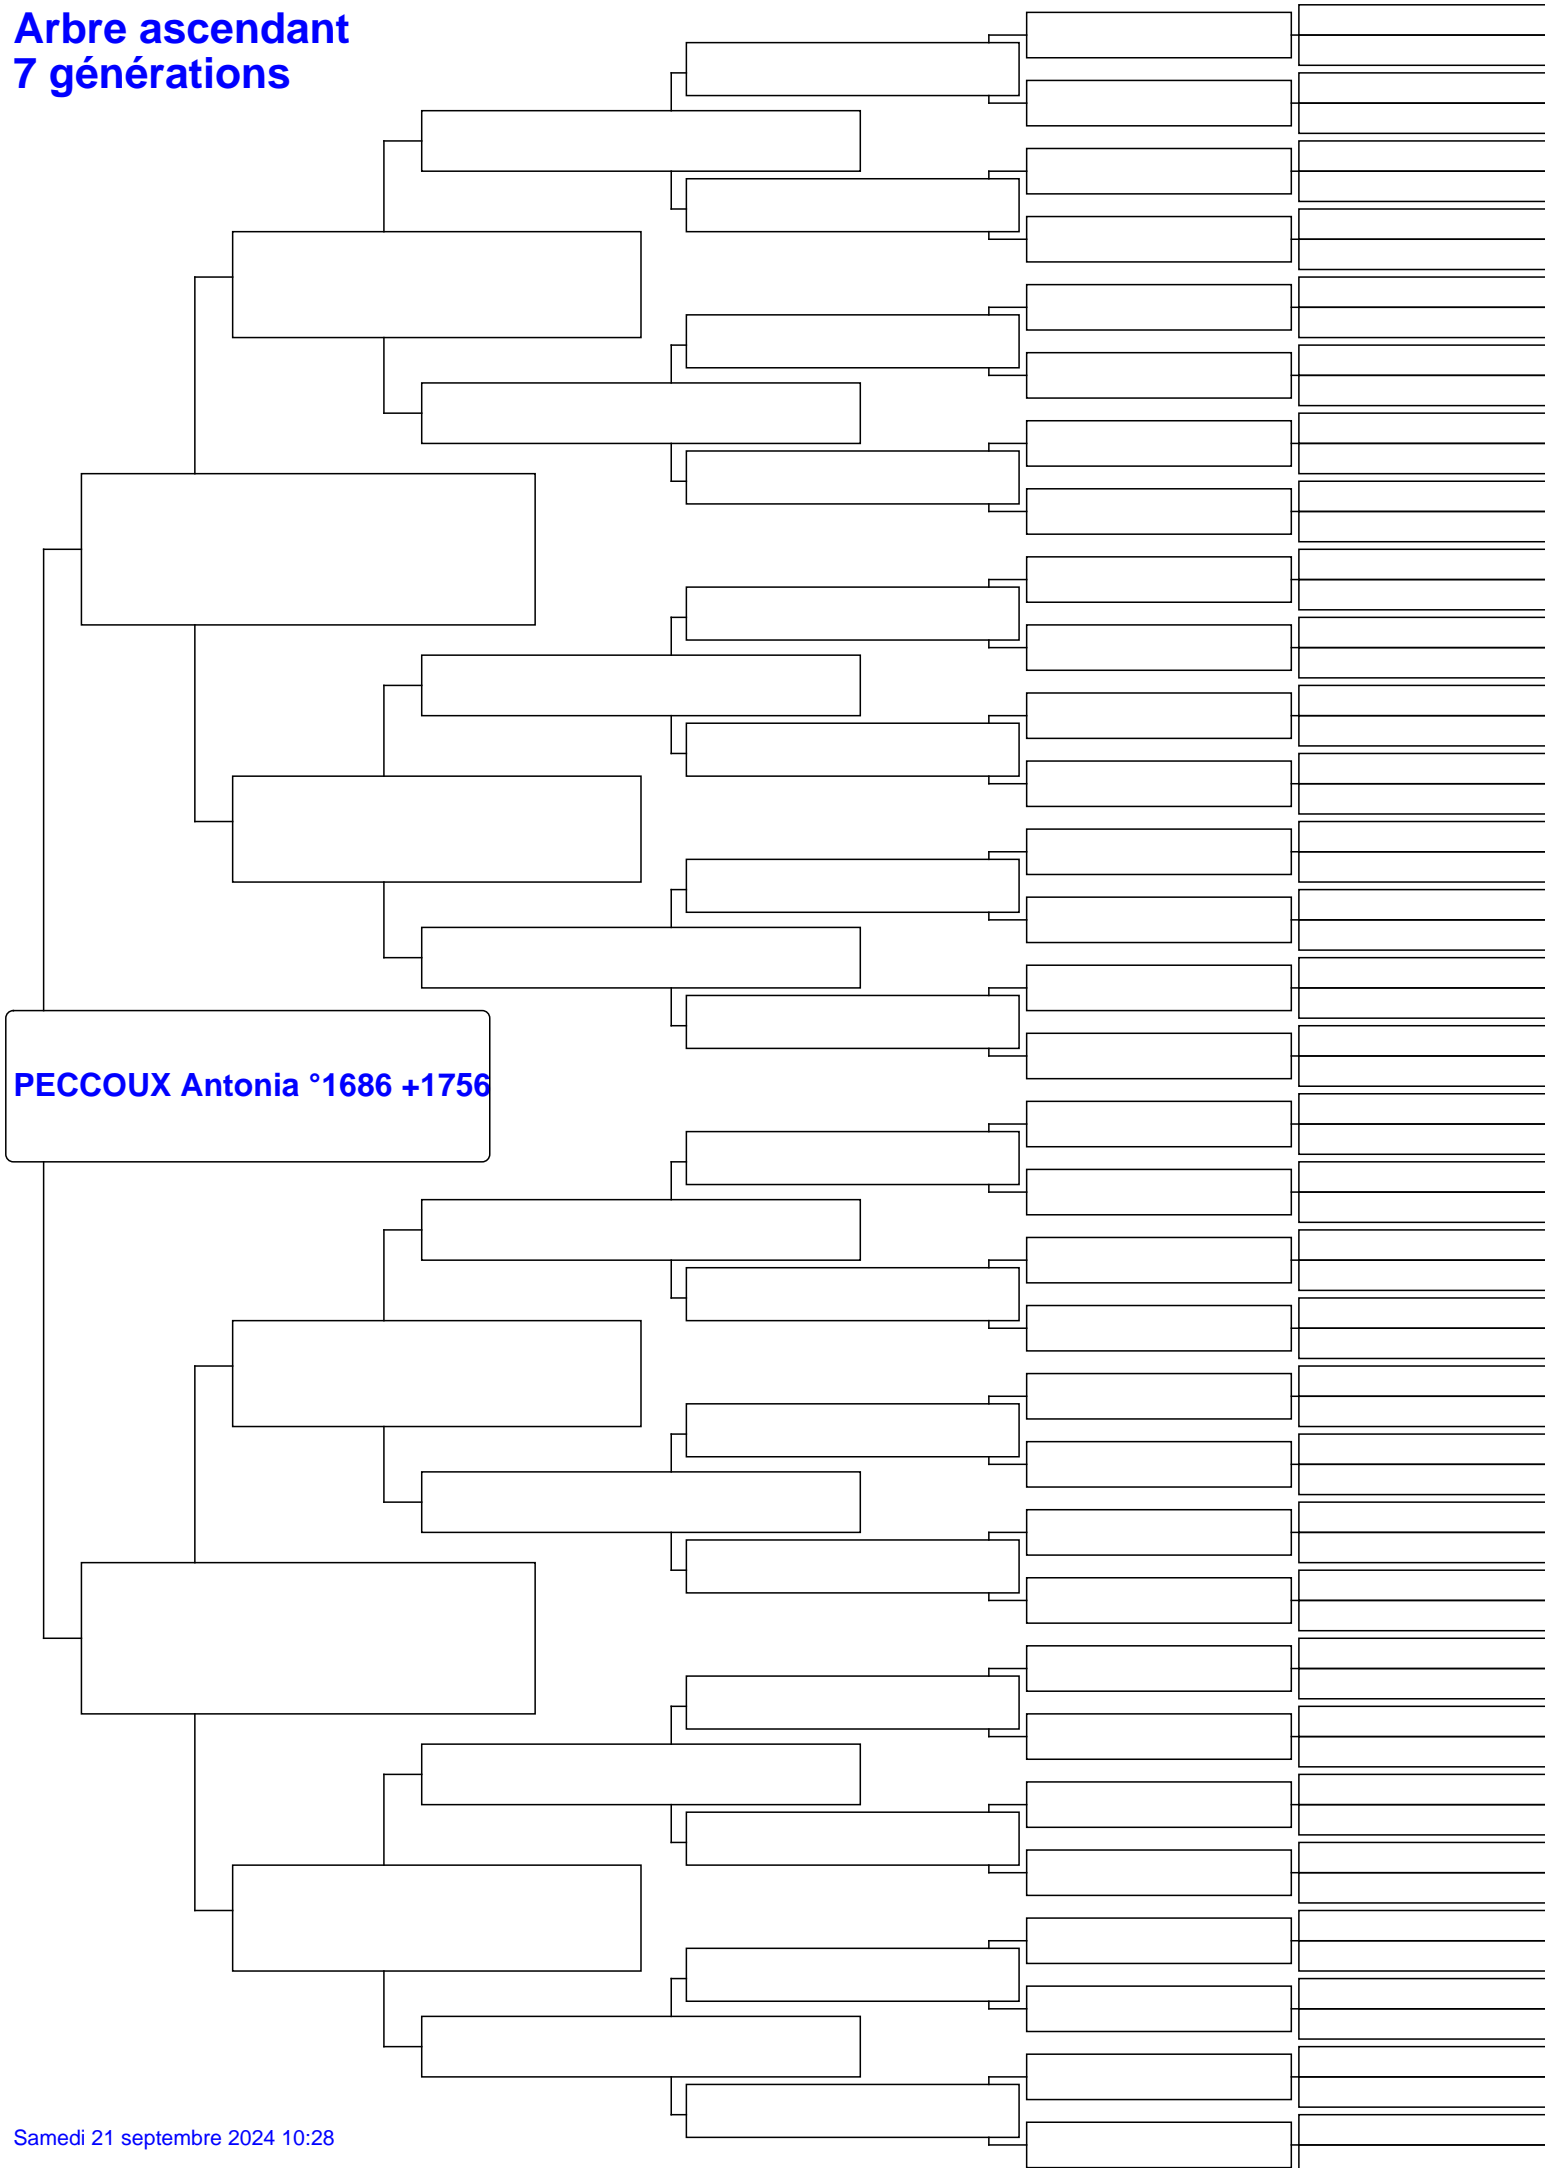 Arbre ascendant
7 générations
PECCOUX Antonia °1686 +1756
Samedi 21 septembre 2024 10:28